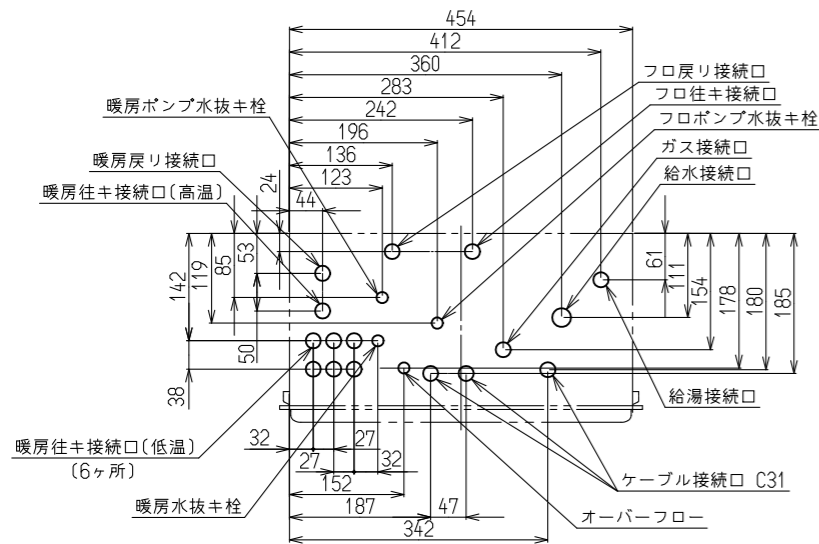 454
412
360
283
242
196
136
123
44
24
フロ戻リ接続口
フロ往キ接続口
フロポンプ水抜キ栓
ガス接続口
給水接続口
暖房ポンプ水抜キ栓
暖房戻リ接続口
暖房往キ接続口(高温)
142
119
85
53
50
38
61
111
154
178
180
185
給湯接続口
暖房往キ接続口(低温)
(6ヶ所)
暖房水抜キ栓
32
27
27
32
152
187
47
342
ケーブル接続口 C31
オーバーフロー